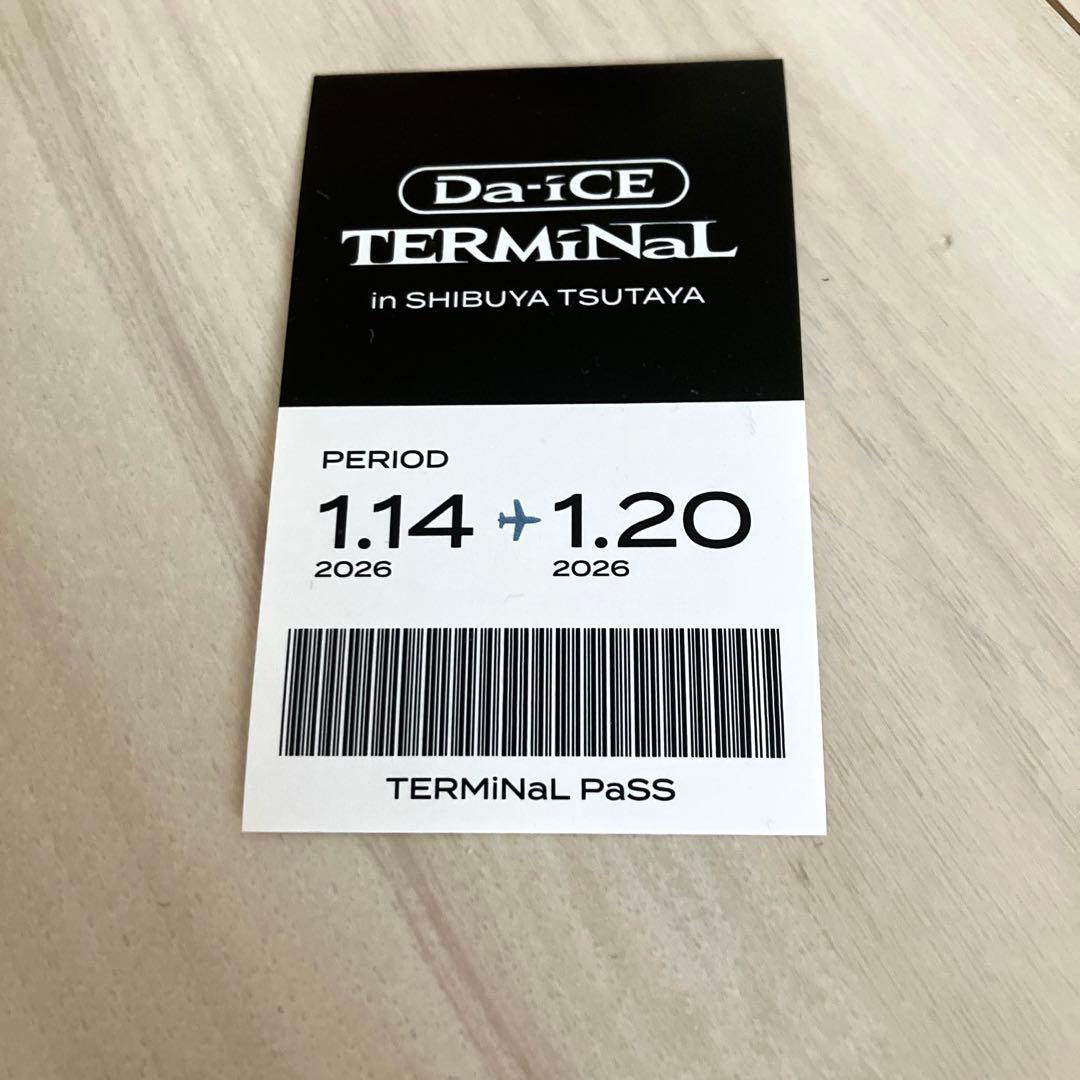 Da-iCE
TERMiNaL
in SHIBUYA TSUTAYA
PERIOD
1.14 1.20
2026 2026
TERMiNaL PaSS